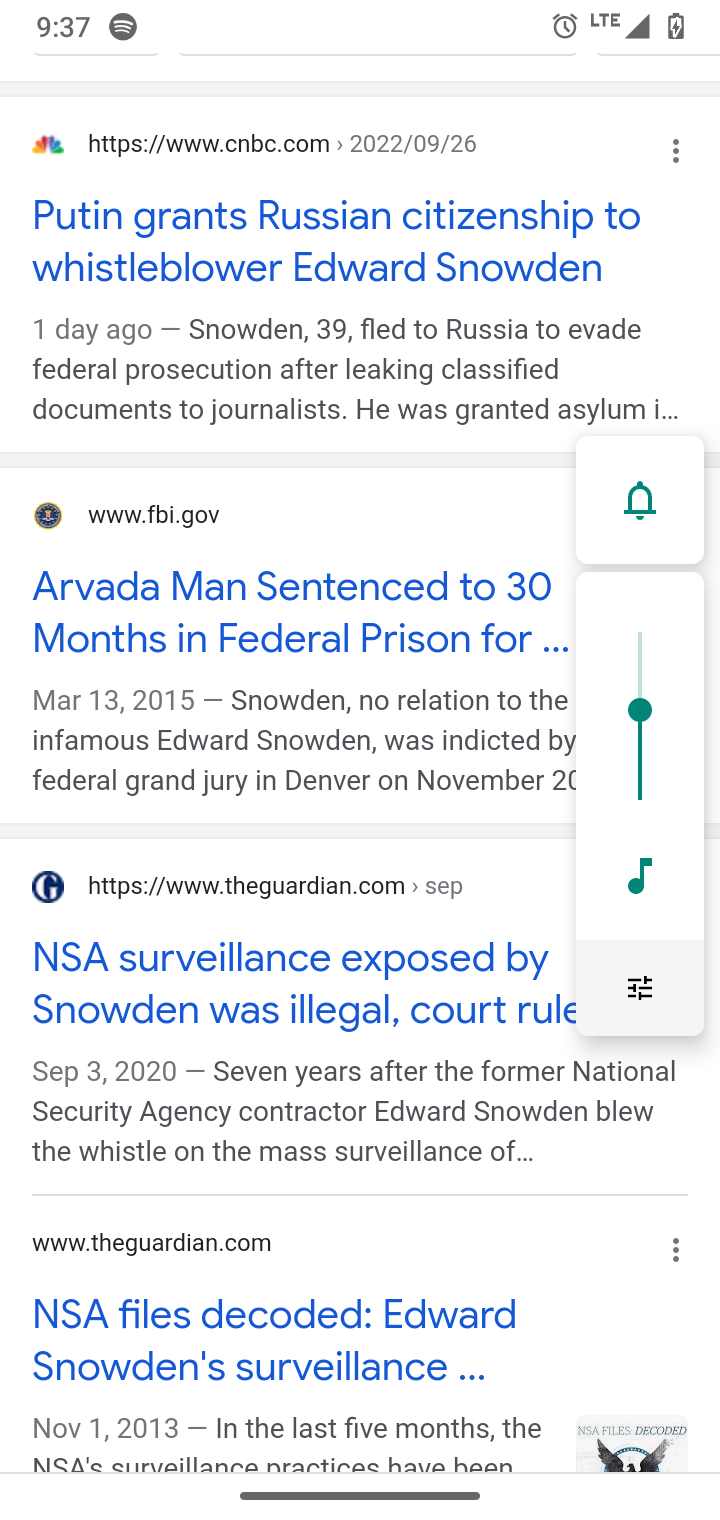 9:37
LTE
https://www.cnbc.com › 2022/09/26
Putin grants Russian citizenship to
whistleblower Edward Snowden
1 day ago — Snowden, 39, fled to Russia to evade
federal prosecution after leaking classified
documents to journalists. He was granted asylum i...
www.fbi.gov
Arvada Man Sentenced to 30
Months in Federal Prison for ...
Mar 13, 2015 — Snowden, no relation to the
infamous Edward Snowden, was indicted by
federal grand jury in Denver on November 20
https://www.theguardian.com › sep
NSA surveillance exposed by
Snowden was illegal, court rule
Sep 3, 2020 — Seven years after the former National
Security Agency contractor Edward Snowden blew
the whistle on the mass surveillance of...
www.theguardian.com
NSA files decoded: Edward
Snowden's surveillance ...
Nov 1, 2013 — In the last five months, the
NSA's surveillance practices have been
NSA FILES: DECODED